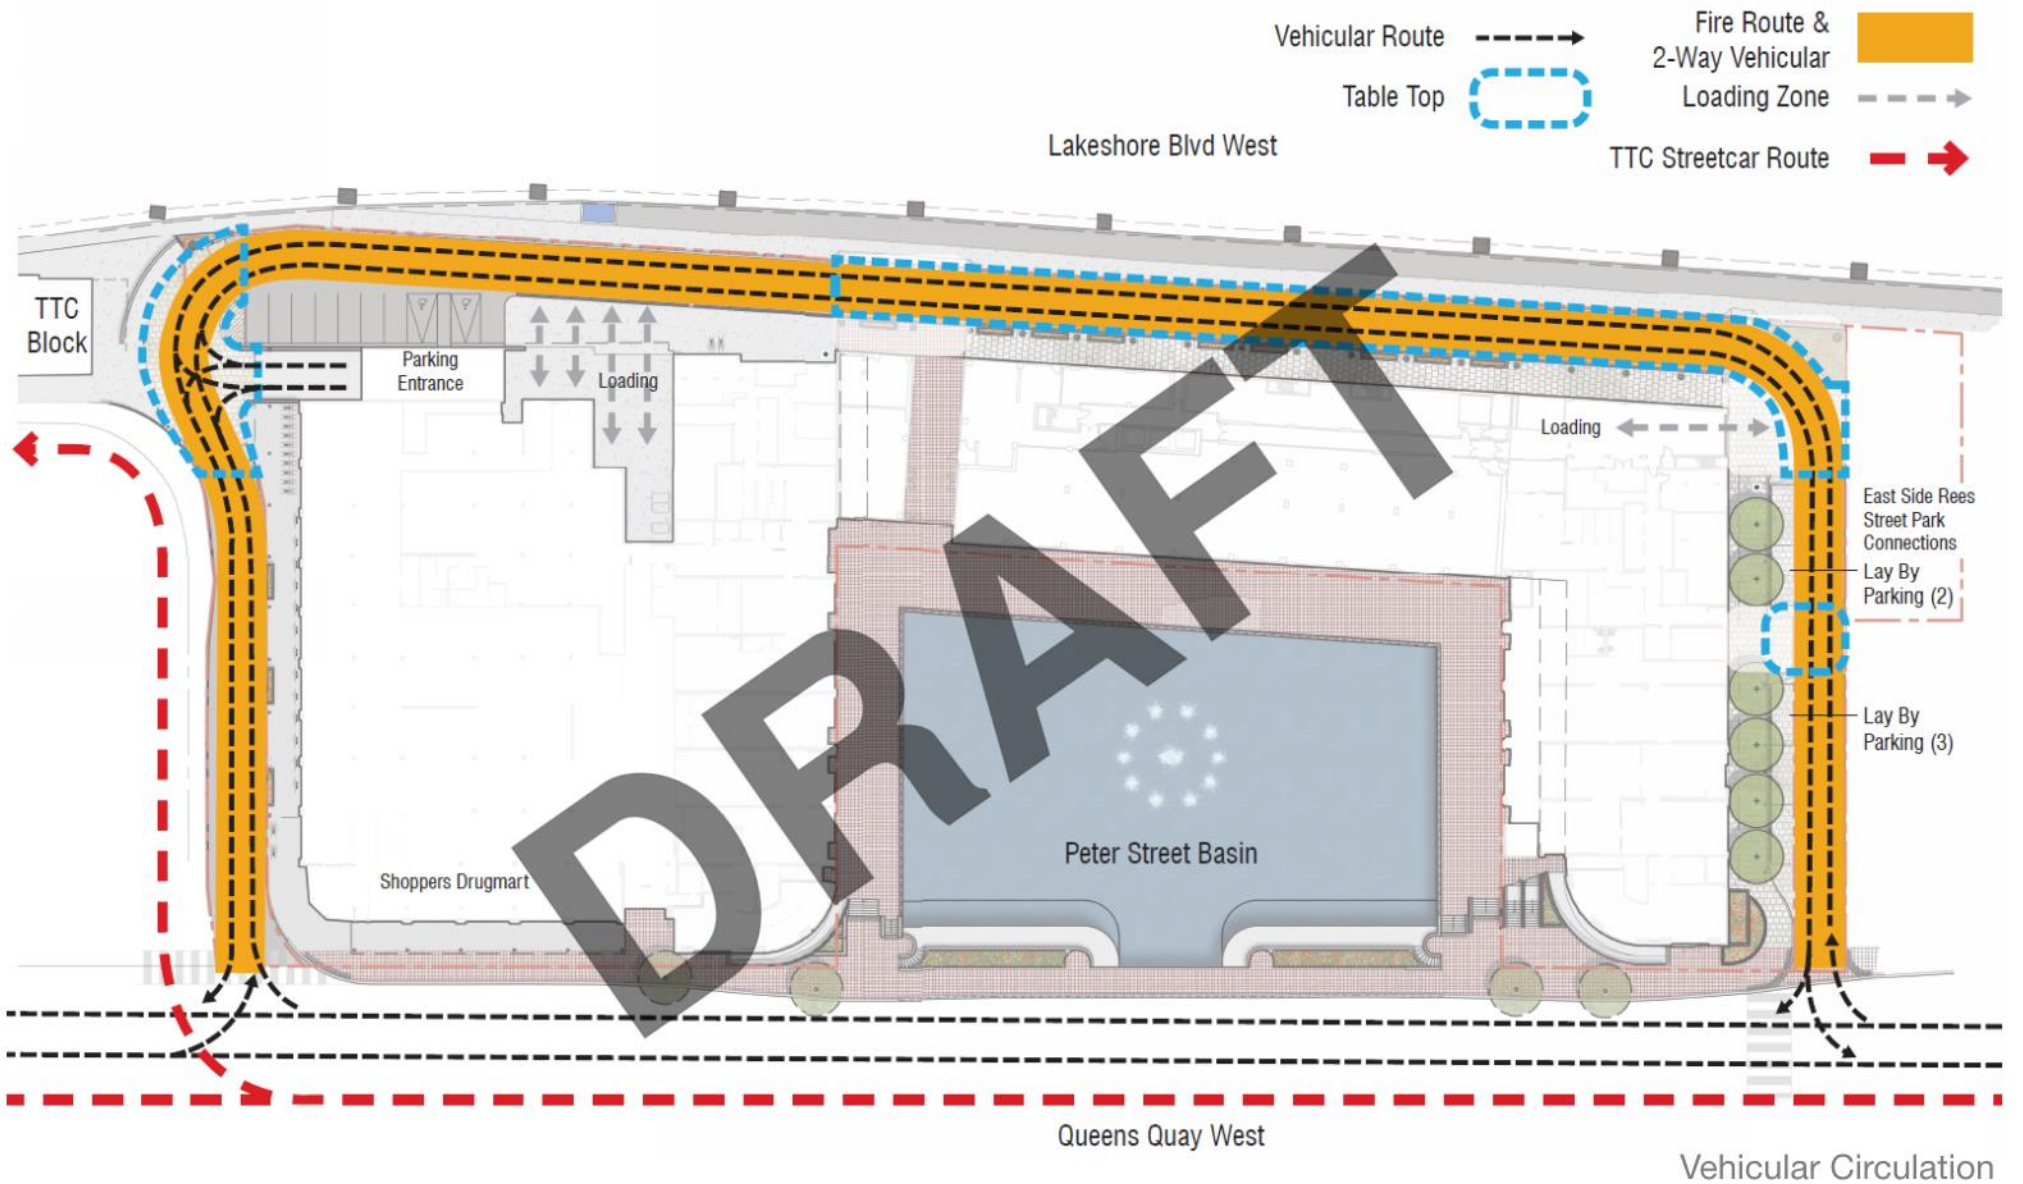 Vehicular Route
Fire Route &
2-Way Vehicular
Table Top
Loading Zone
TTC Streetcar Route
Lakeshore Blvd West
TTC
Block
Parking
Entrance
Loading
Loading
East Side Rees
Street Park
Connections
Lay By
Parking (2)
Lay By
Parking (3)
DRAFT
Peter Street Basin
Shoppers Drugmart
Queens Quay West
Vehicular Circulation